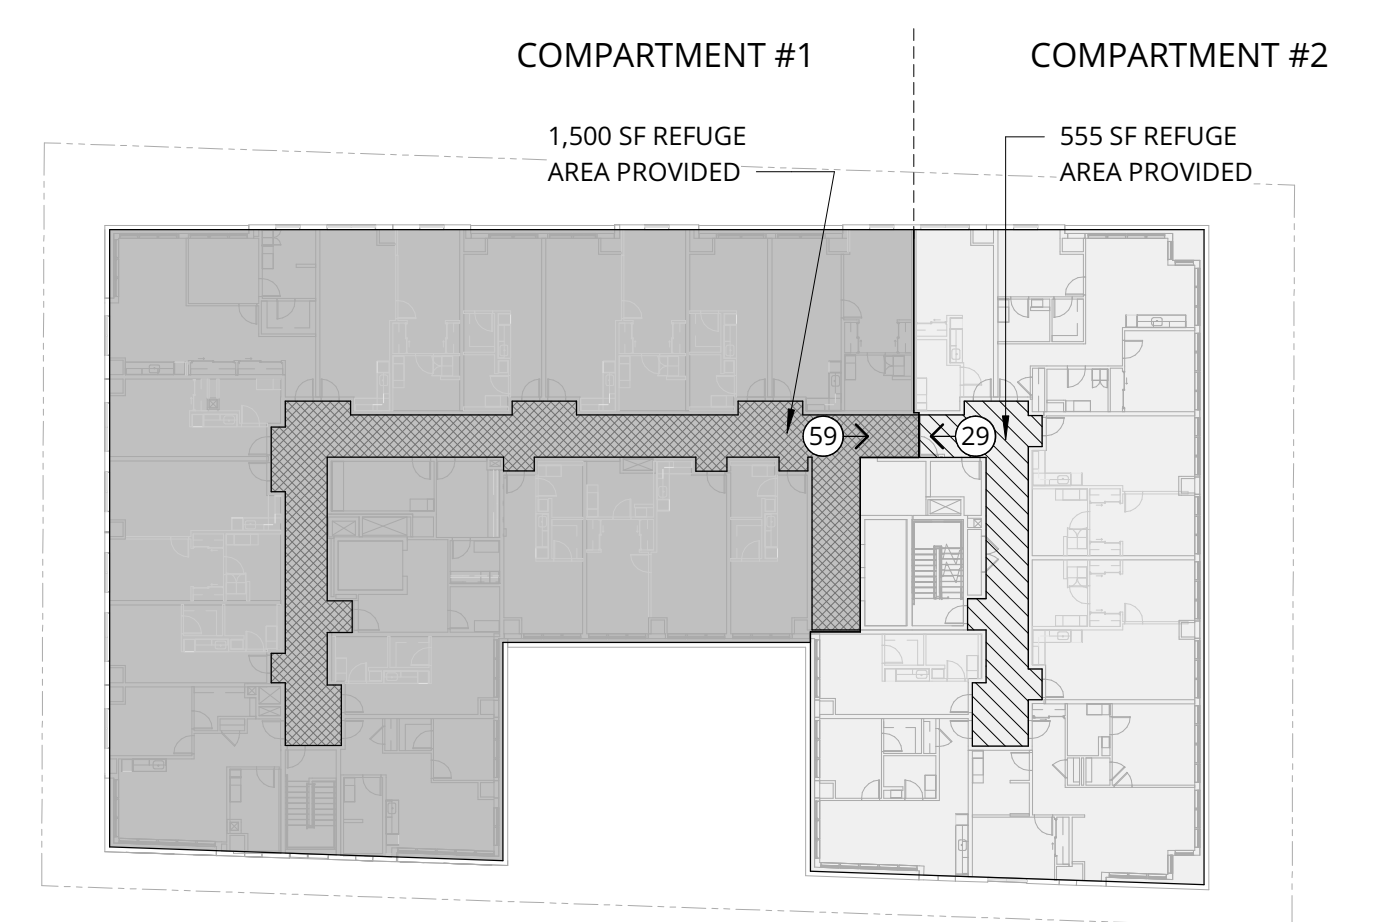 COMPARTMENT #1
COMPARTMENT #2
1,500 SF REFUGE
AREA PROVIDED
555 SF REFUGE
AREA PROVIDED
59
29